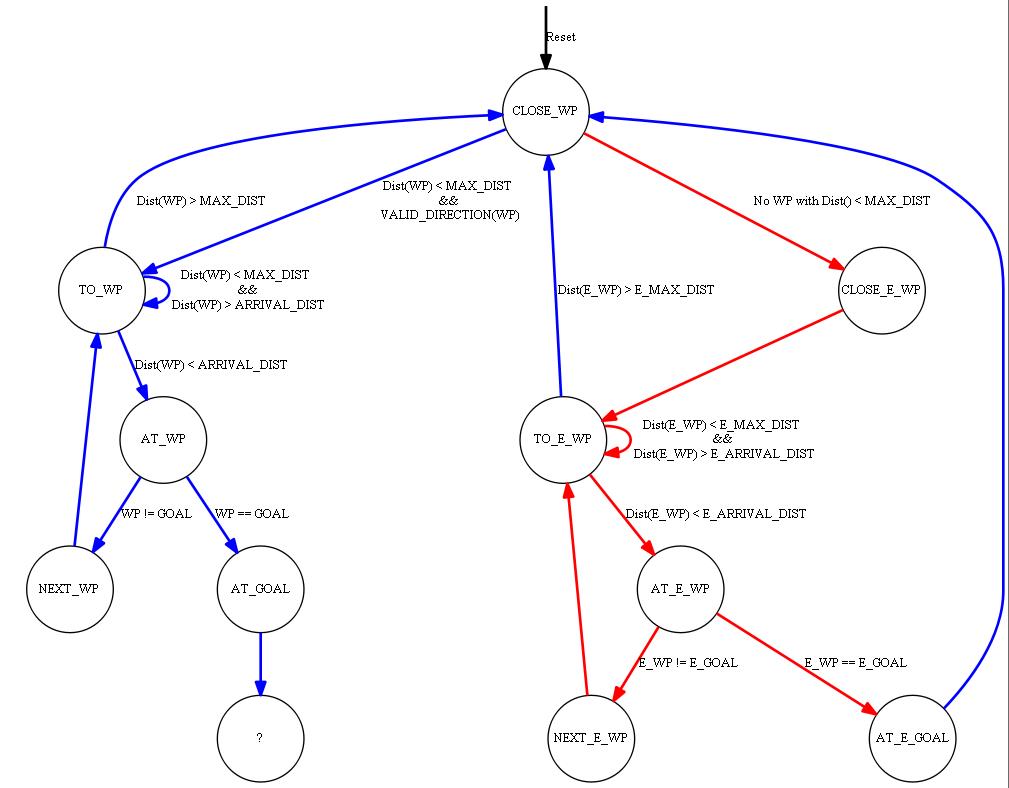 Reset
CLOSE_WP
Dist(WP) > MAX_DIST
Dist(WP) < MAX_DIST
&&
VALID_DIRECTION(WP)
No WP with Dist() < MAX_DIST
TO_WP
Dist(WP) < MAX_DIST
&&
Dist(WP) > ARRIVAL_DIST
Dist(E_WP) > E_MAX_DIST
CLOSE_E_WP
Dist(WP) < ARRIVAL_DIST
AT_WP
TO_E_WP
Dist(E_WP) < E_MAX_DIST
&&
Dist(E_WP) > E_ARRIVAL_DIST
WP != GOAL
WP == GOAL
Dist(E_WP) < E_ARRIVAL_DIST
NEXT_WP
AT_GOAL
AT_E_WP
E_WP != E_GOAL
E_WP == E_GOAL
?
NEXT_E_WP
AT_E_GOAL